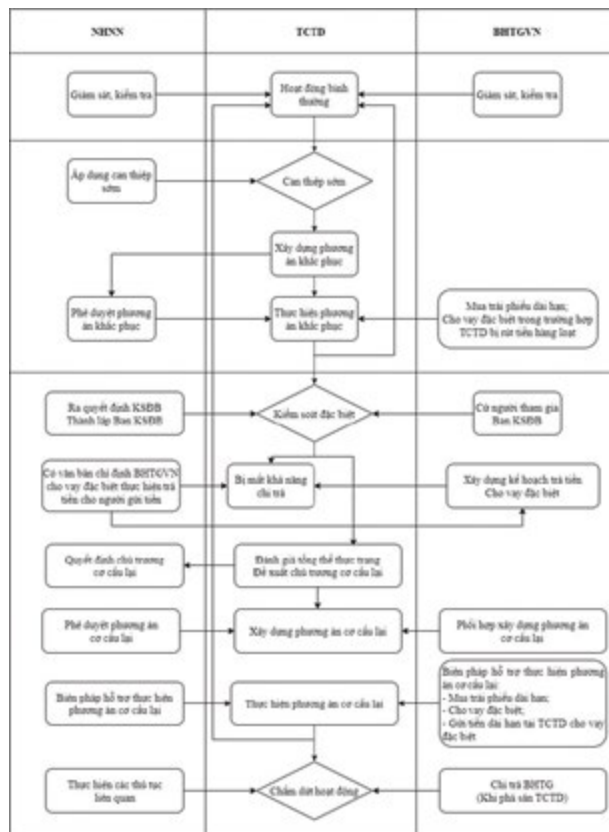 NHNN
TCTD
BHTGVN
Giám sát, kiểm tra
Hoạt động bình
thường
Giám sát, kiểm tra
Áp dụng can thiệp
sớm
Can thiệp sớm
Xây dựng phương
án khắc phục
Phê duyệt phương
án khắc phục
Thực hiện phương
án khắc phục
Mua trái phiếu dài hạn;
Cho vay đặc biệt trong trường hợp
TCTD bị rút tiền hàng loạt
Ra quyết định KSĐB
Thành lập Ban KSĐB
Kiểm soát đặc biệt
Cử người tham gia
Ban KSĐB
Có văn bản chỉ định BHTGVN
cho vay đặc biệt thực hiện trả
tiền cho người gửi tiền
Bị mất khả năng
chi trả
Xây dựng kế hoạch trả tiền
Cho vay đặc biệt
Quyết định chủ trương
cơ cấu lại
Đánh giá tổng thể thực trạng
Đề xuất chủ trương cơ cấu lại
Phê duyệt phương án
cơ cấu lại
Xây dựng phương án cơ cấu lại
Phối hợp xây dựng phương án
cơ cấu lại
Biện pháp hỗ trợ thực hiện
phương án cơ cấu lại
Thực hiện phương án cơ cấu lại
Biện pháp hỗ trợ thực hiện phương
án cơ cấu lại:
- Mua trái phiếu dài hạn;
- Cho vay đặc biệt;
- Gửi tiền dài hạn tại TCTD cho vay
đặc biệt
Thực hiện các thủ tục
liên quan
Chấm dứt hoạt động
Chi trả BHTG
(Khi phá sản TCTD)